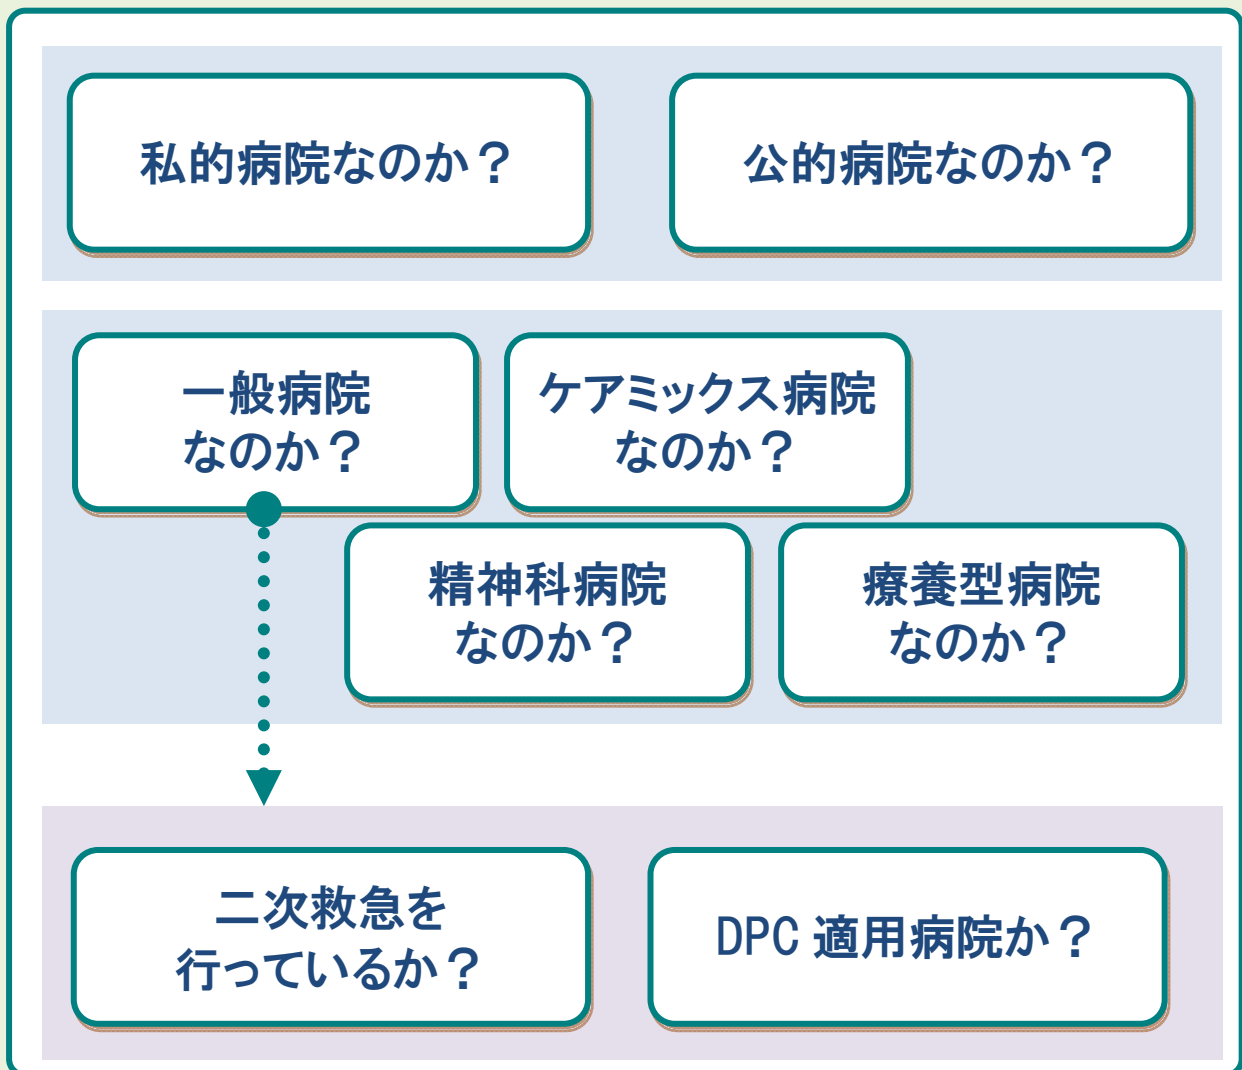 私的病院なのか？
公的病院なのか？
一般病院
なのか？
ケアミックス病院
なのか？
精神科病院
なのか？
療養型病院
なのか？
二次救急を
行っているか？
DPC 適用病院か？